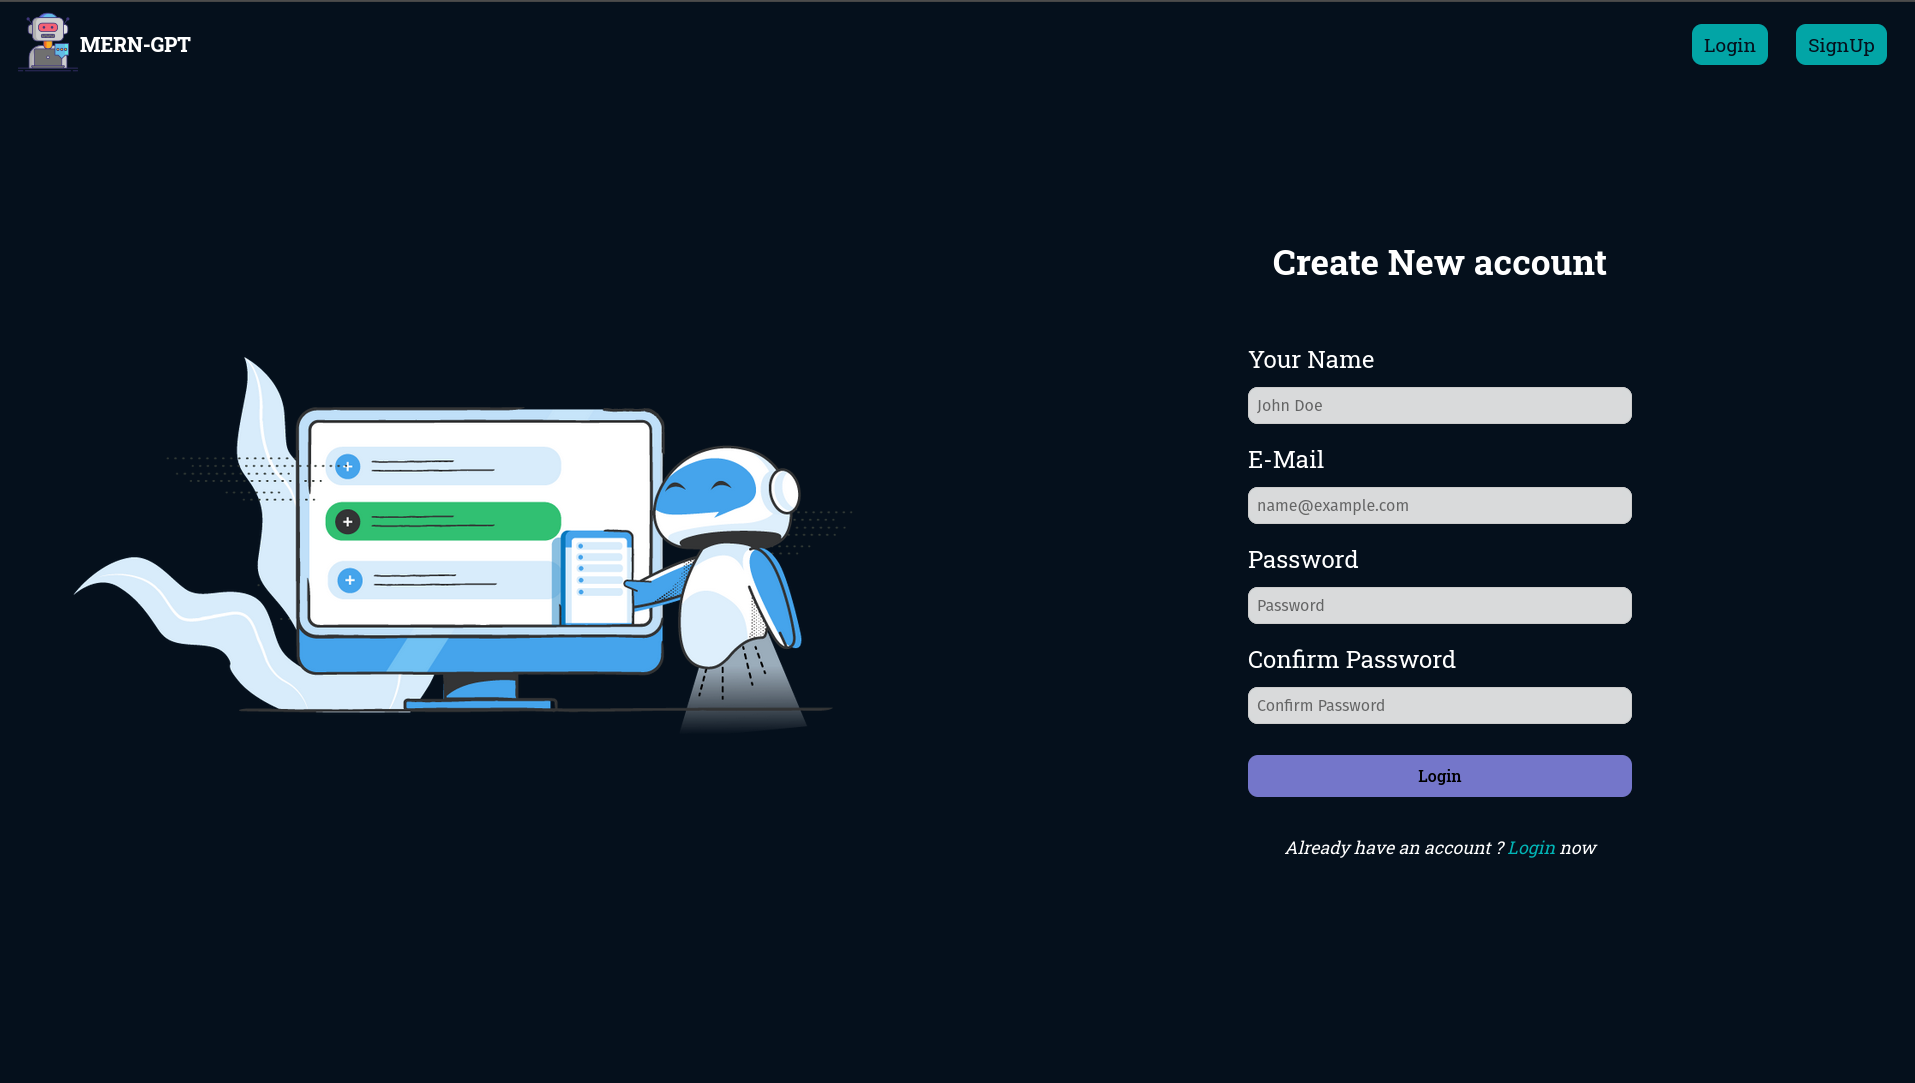 MERN-GPT
Login
SignUp
Create New account
Your Name
John Doe
E-Mail
name@example.com
Password
Password
Confirm Password
Confirm Password
Login
Already have an account ? Login now